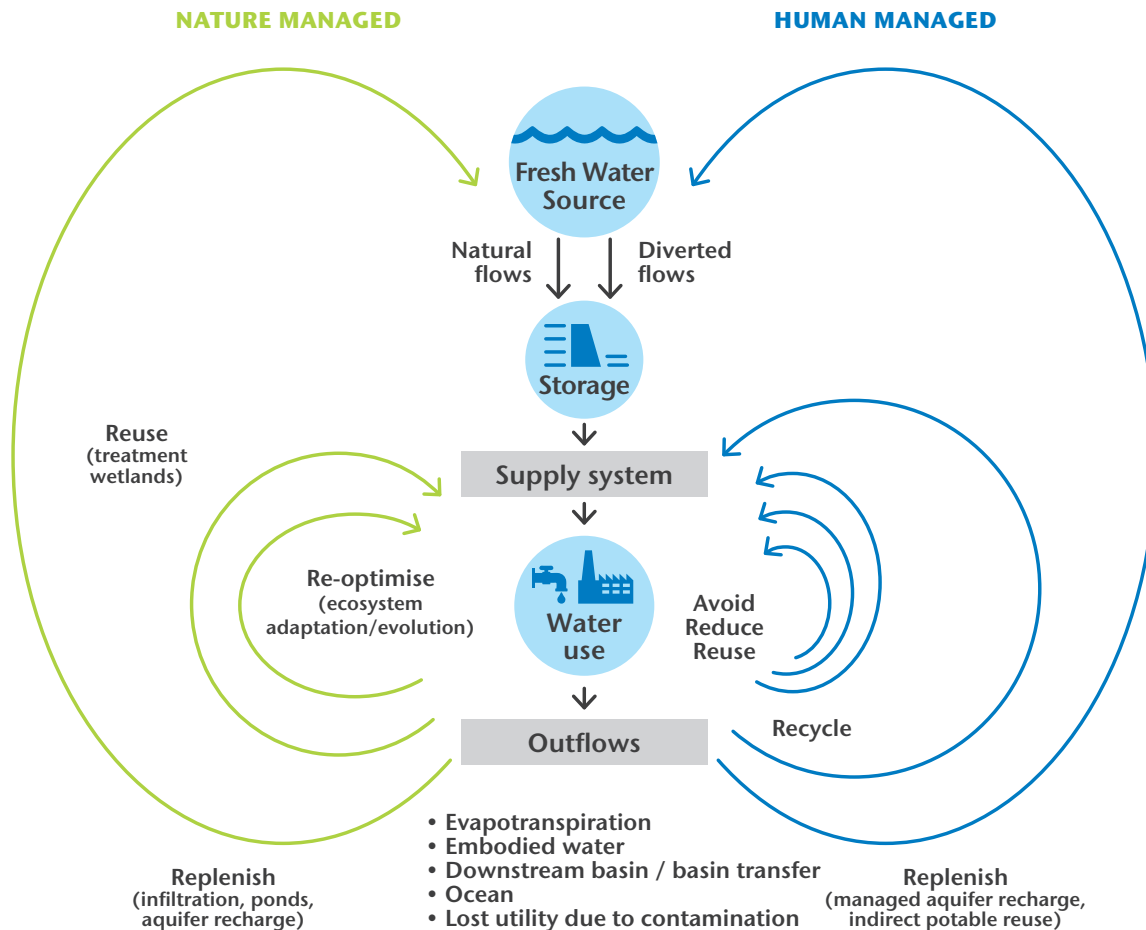 NATURE MANAGED
HUMAN MANAGED
Fresh Water
Source
Natural
flows
Diverted
flows
Storage
Reuse
(treatment
wetlands)
Supply system
Re-optimise
(ecosystem
adaptation/evolution)
Water
use
Avoid
Reduce
Reuse
Recycle
Outflows
• Evapotranspiration
• Embodied water
• Downstream basin / basin transfer
• Ocean
• Lost utility due to contamination
Replenish
(infiltration, ponds,
aquifer recharge)
Replenish
(managed aquifer recharge,
indirect potable reuse)